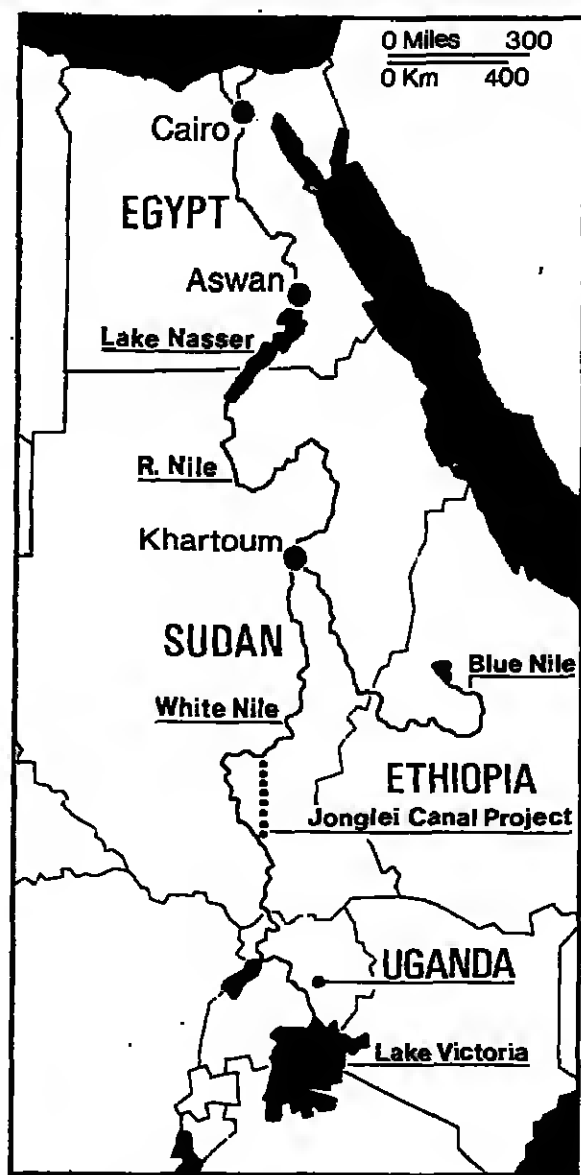 0 Miles 300
0 Km 400
Cairo
EGYPT
Aswan
Lake Nasser
R. Nile
Khartoum
SUDAN
Blue Nile
White Nile
ETHIOPIA
Jonglei Canal Project
UGANDA
Lake Victoria